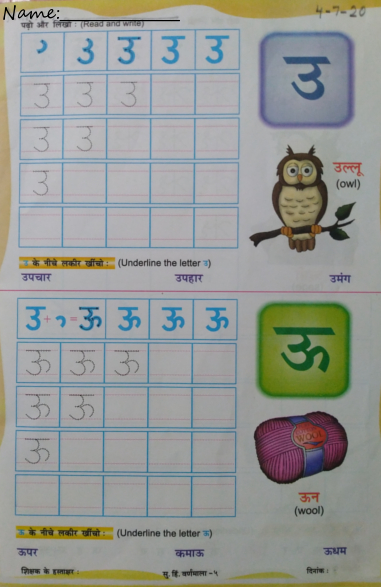 Name: 4-7-20
पढ़ो और लिखो : (Read and write)
उ उ उ उ
उ उ उ
उ उ
उ
उ
उल्लू
(owl)
उ के नीचे लकीर खींचो : (Underline the letter उ)
उपचार उपहार उमंग
उ + = ऊ ऊ ऊ ऊ
ऊ ऊ ऊ
ऊ ऊ
ऊ
ऊ
WOOL
ऊन
(wool)
ऊ के नीचे लकीर खींचो : (Underline the letter ऊ)
ऊपर कमाऊ ऊधम
शिक्षक के हस्ताक्षर : सु. हिं. वर्णमाला - ५ दिनांक :